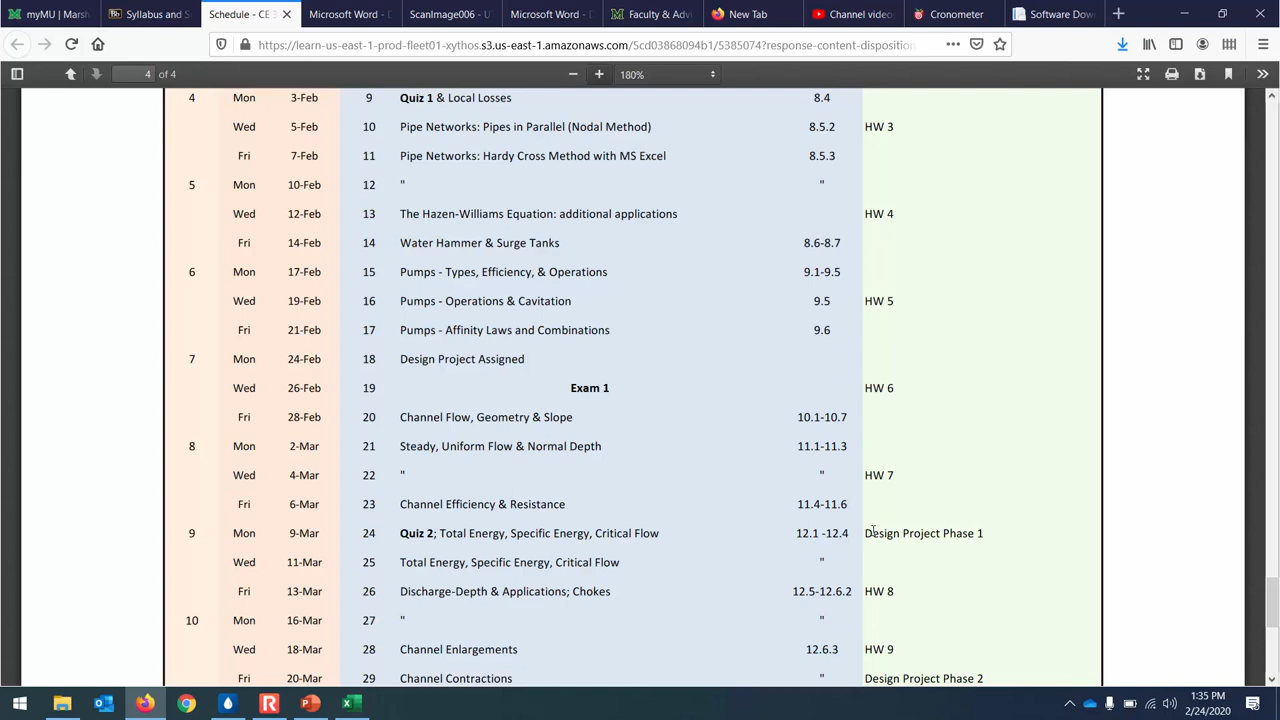 myMU | Marsh
Bb Syllabus and S
Schedule - CE 3
Microsoft Word - D
ScanImage006 - U
Microsoft Word - D
Faculty & Adv
New Tab
Channel video
Cronometer
Software Dow
https://learn-us-east-1-prod-fleet01-xythos.s3.us-east-1.amazonaws.com/5cd03868094b1/5385074?response-content-disposition
4 of 4
180%
4 Mon 3-Feb 9 Quiz 1 & Local Losses 8.4
Wed 5-Feb 10 Pipe Networks: Pipes in Parallel (Nodal Method) 8.5.2 HW 3
Fri 7-Feb 11 Pipe Networks: Hardy Cross Method with MS Excel 8.5.3
5 Mon 10-Feb 12 " "
Wed 12-Feb 13 The Hazen-Williams Equation: additional applications HW 4
Fri 14-Feb 14 Water Hammer & Surge Tanks 8.6-8.7
6 Mon 17-Feb 15 Pumps - Types, Efficiency, & Operations 9.1-9.5
Wed 19-Feb 16 Pumps - Operations & Cavitation 9.5 HW 5
Fri 21-Feb 17 Pumps - Affinity Laws and Combinations 9.6
7 Mon 24-Feb 18 Design Project Assigned
Wed 26-Feb 19 Exam 1 HW 6
Fri 28-Feb 20 Channel Flow, Geometry & Slope 10.1-10.7
8 Mon 2-Mar 21 Steady, Uniform Flow & Normal Depth 11.1-11.3
Wed 4-Mar 22 " " HW 7
Fri 6-Mar 23 Channel Efficiency & Resistance 11.4-11.6
9 Mon 9-Mar 24 Quiz 2; Total Energy, Specific Energy, Critical Flow 12.1 -12.4 Design Project Phase 1
Wed 11-Mar 25 Total Energy, Specific Energy, Critical Flow "
Fri 13-Mar 26 Discharge-Depth & Applications; Chokes 12.5-12.6.2 HW 8
10 Mon 16-Mar 27 " "
Wed 18-Mar 28 Channel Enlargements 12.6.3 HW 9
Fri 20-Mar 29 Channel Contractions " Design Project Phase 2
1:35 PM
2/24/2020